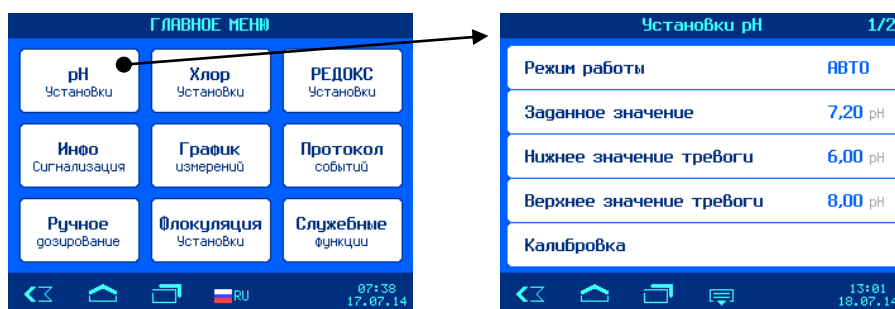 ГЛАВНОЕ МЕНЮ
pH
Установки
Хлор
Установки
РЕДОКС
Установки
Инфо
Сигнализация
График
измерений
Протокол
событий
Ручное
дозирование
Флокуляция
Установки
Служебные
функции
RU
07:38
17.07.14
Установки pH 1/2
Режим работы АВТО
Заданное значение 7,20 pH
Нижнее значение тревоги 6,00 pH
Верхнее значение тревоги 8,00 pH
Калибровка
13:01
18.07.14